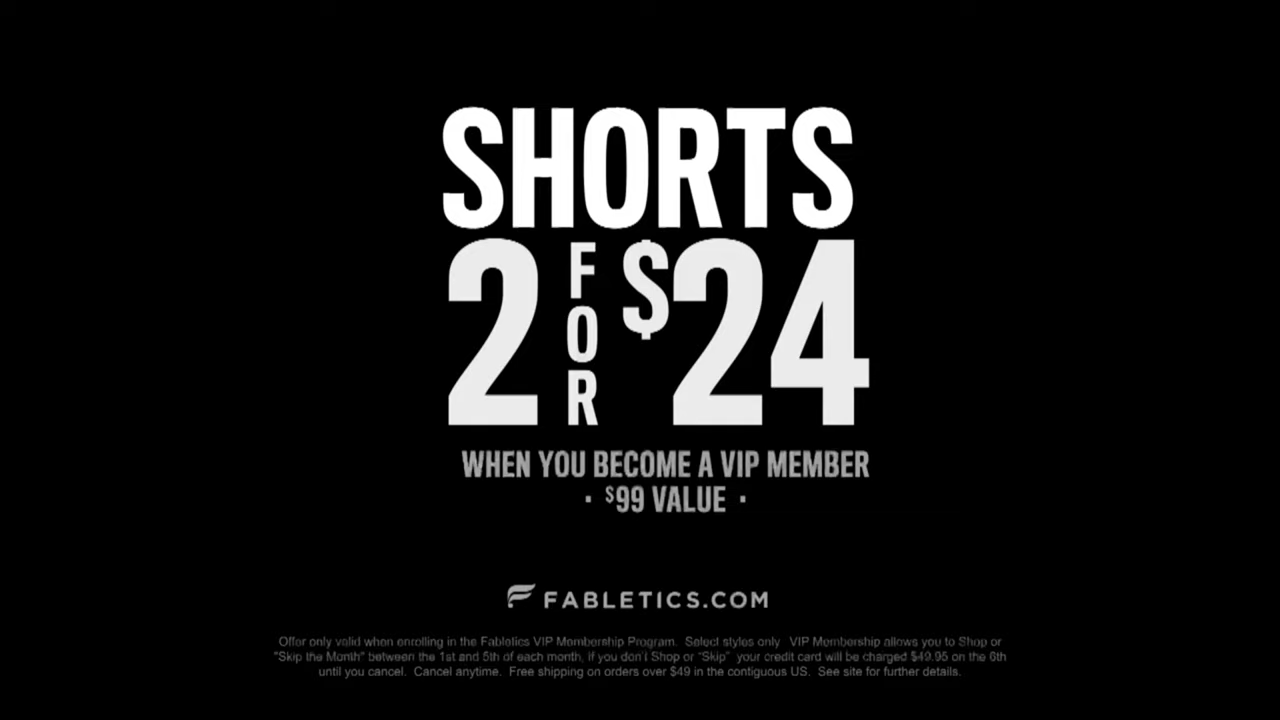 SHORTS
2 FOR $24
WHEN YOU BECOME A VIP MEMBER
· $99 VALUE ·
FABLETICS.COM
Offer only valid when enrolling in the Fabletics VIP Membership Program. Select styles only VIP Membership allows you to Shop or
"Skip the Month" between the 1st and 5th of each month, if you don't Shop or "Skip" your credit card will be charged $49.95 on the 6th
until you cancel. Cancel anytime. Free shipping on orders over $49 in the contiguous US. See site for further details.